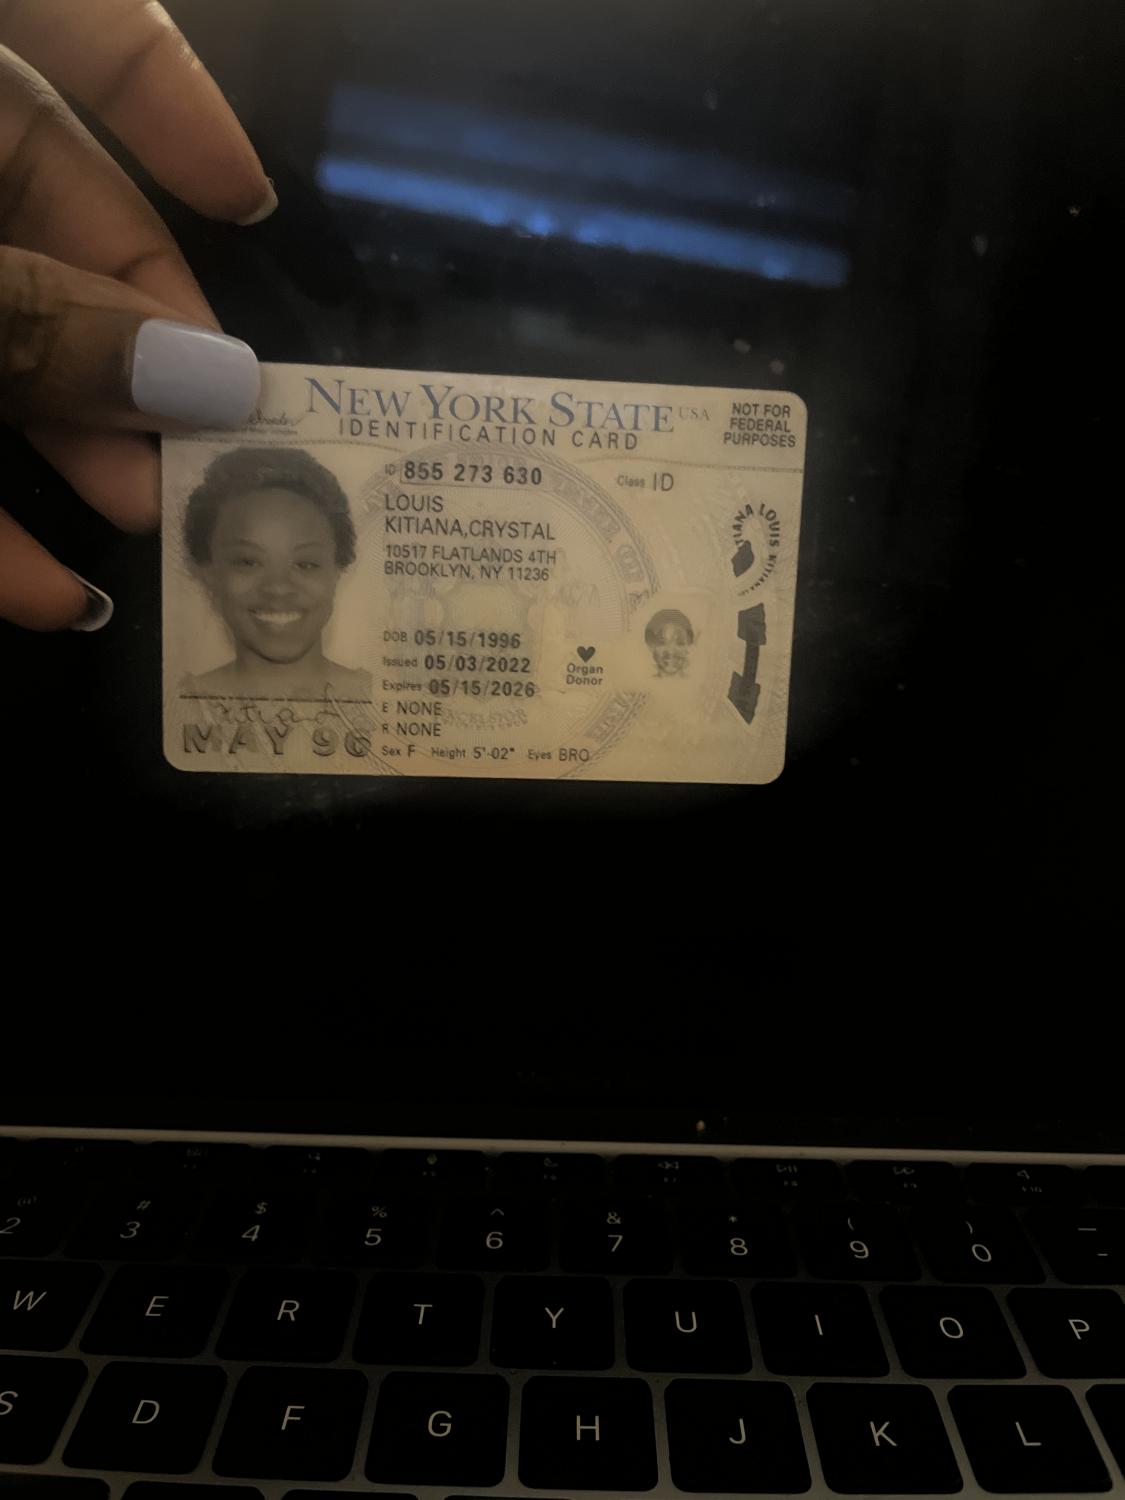 NEW YORK STATE USA
IDENTIFICATION CARD
NOT FOR
FEDERAL
PURPOSES
ID 855 273 630
Class ID
LOUIS
KITIANA,CRYSTAL
10517 FLATLANDS 4TH
BROOKLYN, NY 11236
DOB 05/15/1996
Issued 05/03/2022
Expires 05/15/2026
Organ
Donor
E NONE
R NONE
EXCELSIOR
Sex F Height 5'-02" Eyes BRO
MAY 96
2 # 3 $ 4 % 5 ^ 6 & 7 * 8 ( 9 ) 0 — -
W E R T Y U I O P
S D F G H J K L